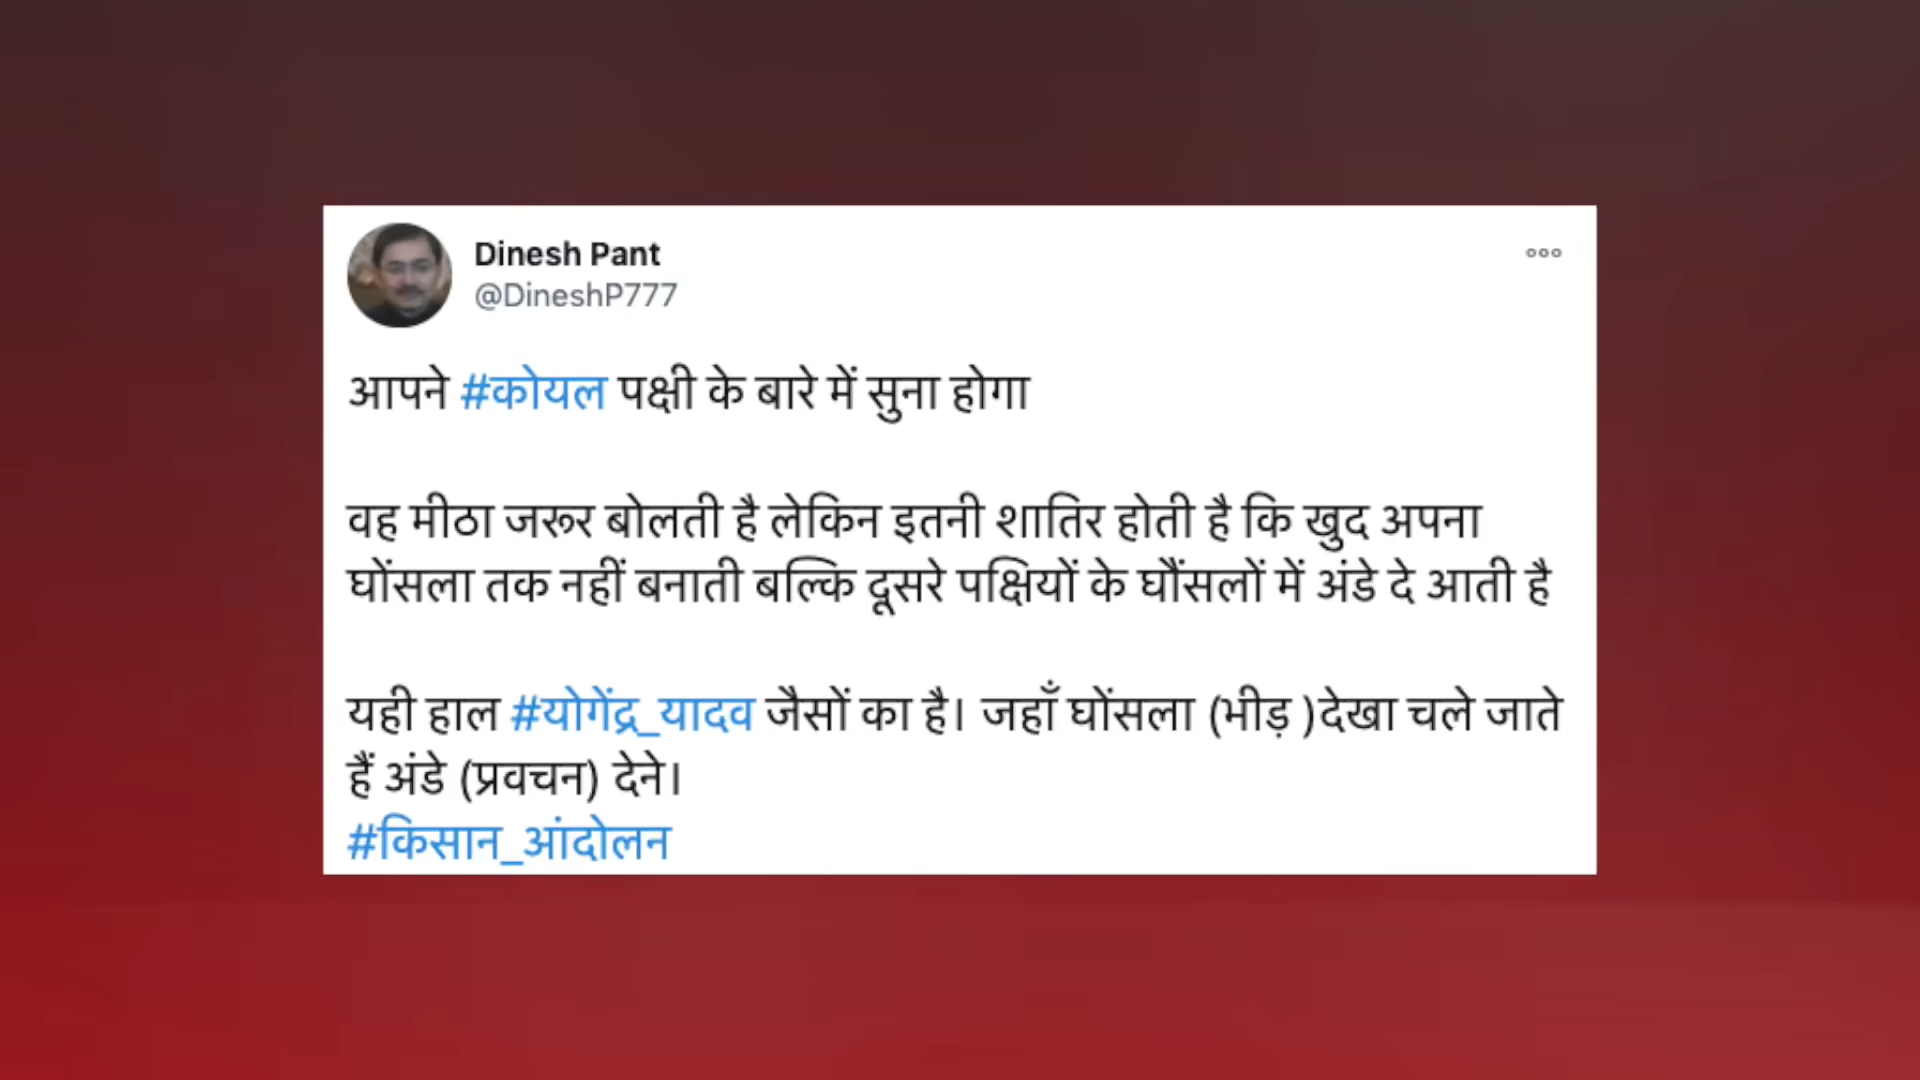 Dinesh Pant
@DineshP777
आपने #कोयल पक्षी के बारे में सुना होगा
वह मीठा जरूर बोलती है लेकिन इतनी शातिर होती है कि खुद अपना
घोंसला तक नहीं बनाती बल्कि दूसरे पक्षियों के घौंसलों में अंडे दे आती है
यही हाल #योगेंद्र_यादव जैसों का है। जहाँ घोंसला (भीड़ )देखा चले जाते
हैं अंडे (प्रवचन) देने।
#किसान_आंदोलन